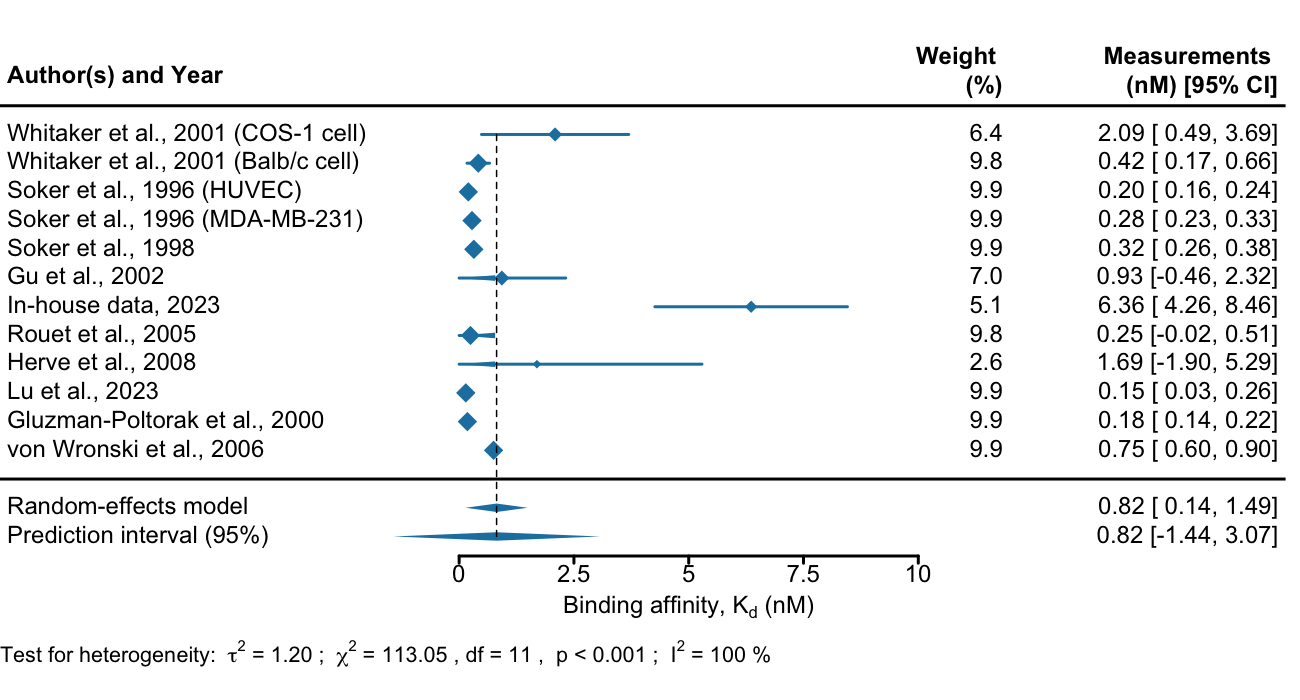 Author(s) and Year Weight (%) Measurements (nM) [95% CI]
Whitaker et al., 2001 (COS-1 cell) 6.4 2.09 [ 0.49, 3.69]
Whitaker et al., 2001 (Balb/c cell) 9.8 0.42 [ 0.17, 0.66]
Soker et al., 1996 (HUVEC) 9.9 0.20 [ 0.16, 0.24]
Soker et al., 1996 (MDA-MB-231) 9.9 0.28 [ 0.23, 0.33]
Soker et al., 1998 9.9 0.32 [ 0.26, 0.38]
Gu et al., 2002 7.0 0.93 [-0.46, 2.32]
In-house data, 2023 5.1 6.36 [ 4.26, 8.46]
Rouet et al., 2005 9.8 0.25 [-0.02, 0.51]
Herve et al., 2008 2.6 1.69 [-1.90, 5.29]
Lu et al., 2023 9.9 0.15 [ 0.03, 0.26]
Gluzman-Poltorak et al., 2000 9.9 0.18 [ 0.14, 0.22]
von Wronski et al., 2006 9.9 0.75 [ 0.60, 0.90]
Random-effects model 0.82 [ 0.14, 1.49]
Prediction interval (95%) 0.82 [-1.44, 3.07]
0 2.5 5 7.5 10
Binding affinity, K_d (nM)
Test for heterogeneity: τ² = 1.20 ; χ² = 113.05 , df = 11 , p < 0.001 ; I² = 100 %